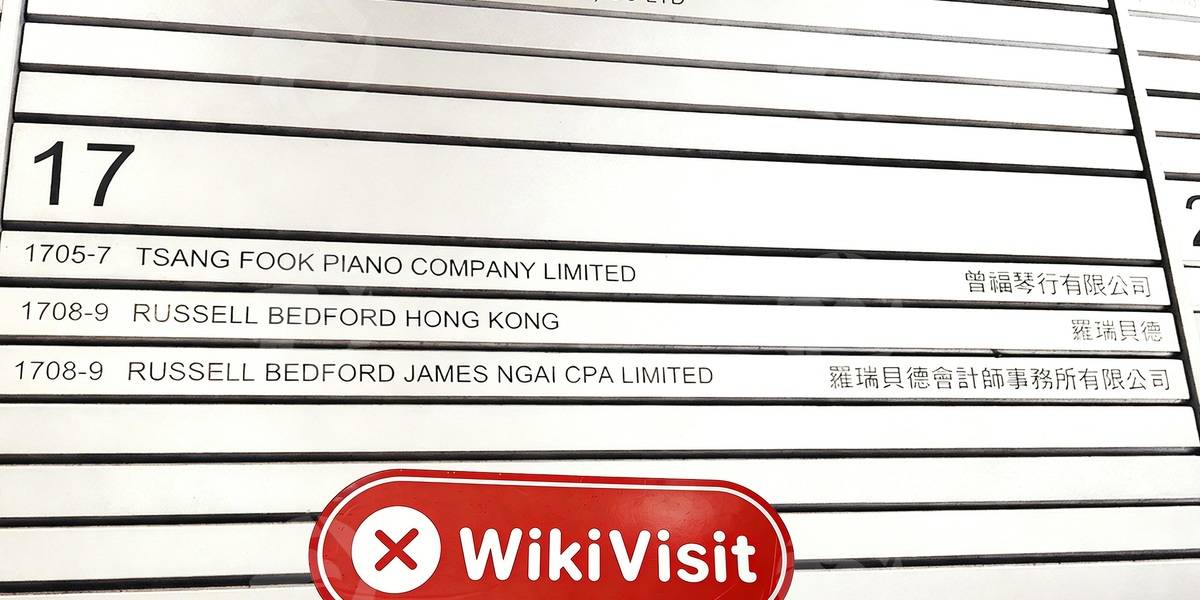 LTD
17
1705-7 TSANG FOOK PIANO COMPANY LIMITED 曾福琴行有限公司
1708-9 RUSSELL BEDFORD HONG KONG 羅瑞貝德
1708-9 RUSSELL BEDFORD JAMES NGAI CPA LIMITED 羅瑞貝德會計師事務所有限公司
WikiVisit